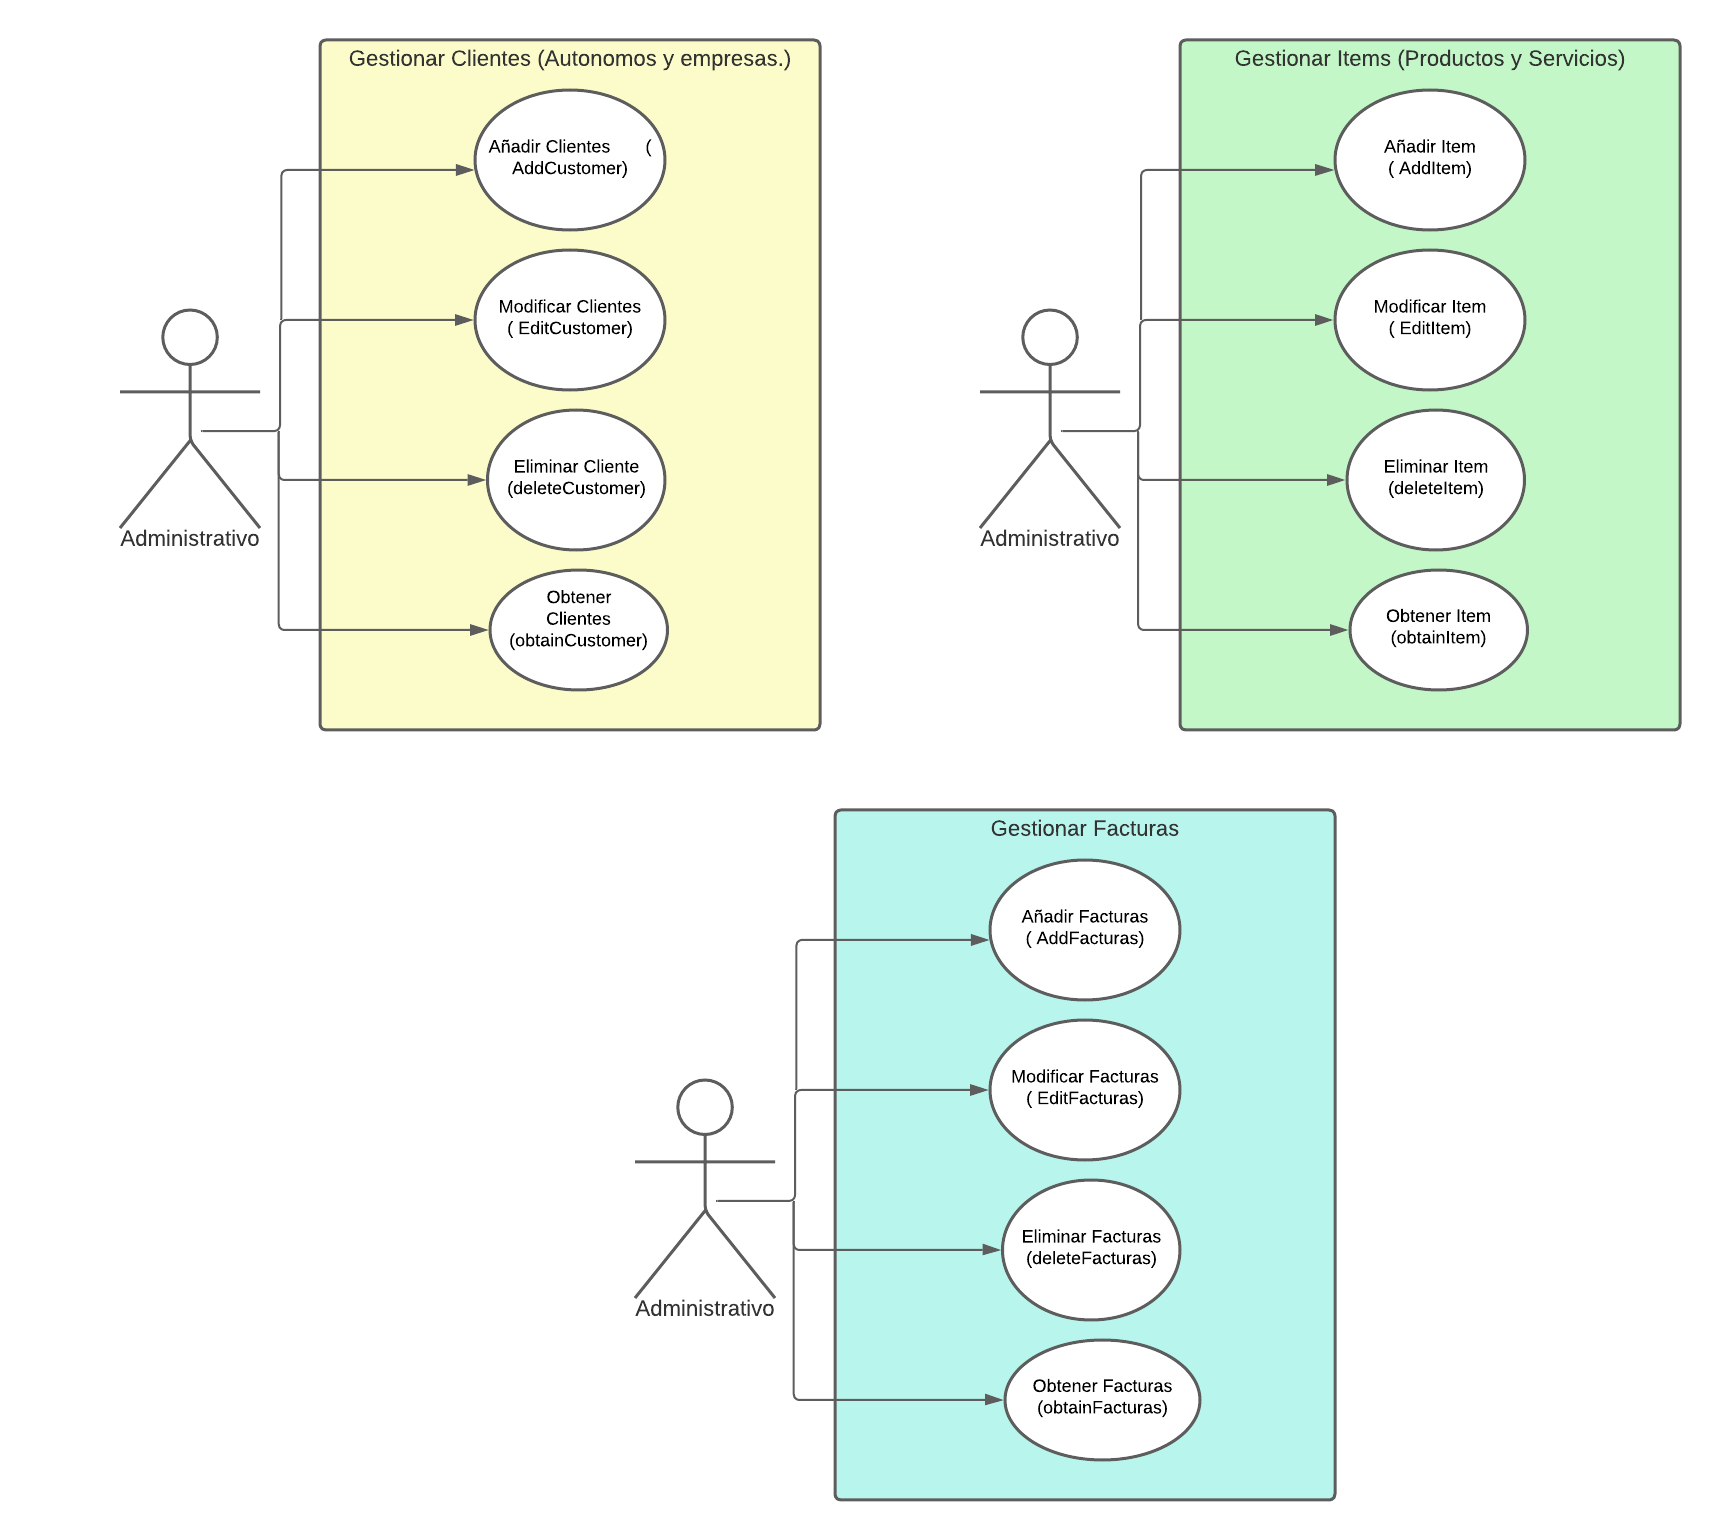 Gestionar Clientes (Autonomos y empresas.)
Añadir Clientes (
AddCustomer)
Modificar Clientes
( EditCustomer)
Eliminar Cliente
(deleteCustomer)
Obtener
Clientes
(obtainCustomer)
Administrativo
Gestionar Items (Productos y Servicios)
Añadir Item
( AddItem)
Modificar Item
( EditItem)
Eliminar Item
(deleteItem)
Obtener Item
(obtainItem)
Administrativo
Gestionar Facturas
Añadir Facturas
( AddFacturas)
Modificar Facturas
( EditFacturas)
Eliminar Facturas
(deleteFacturas)
Obtener Facturas
(obtainFacturas)
Administrativo